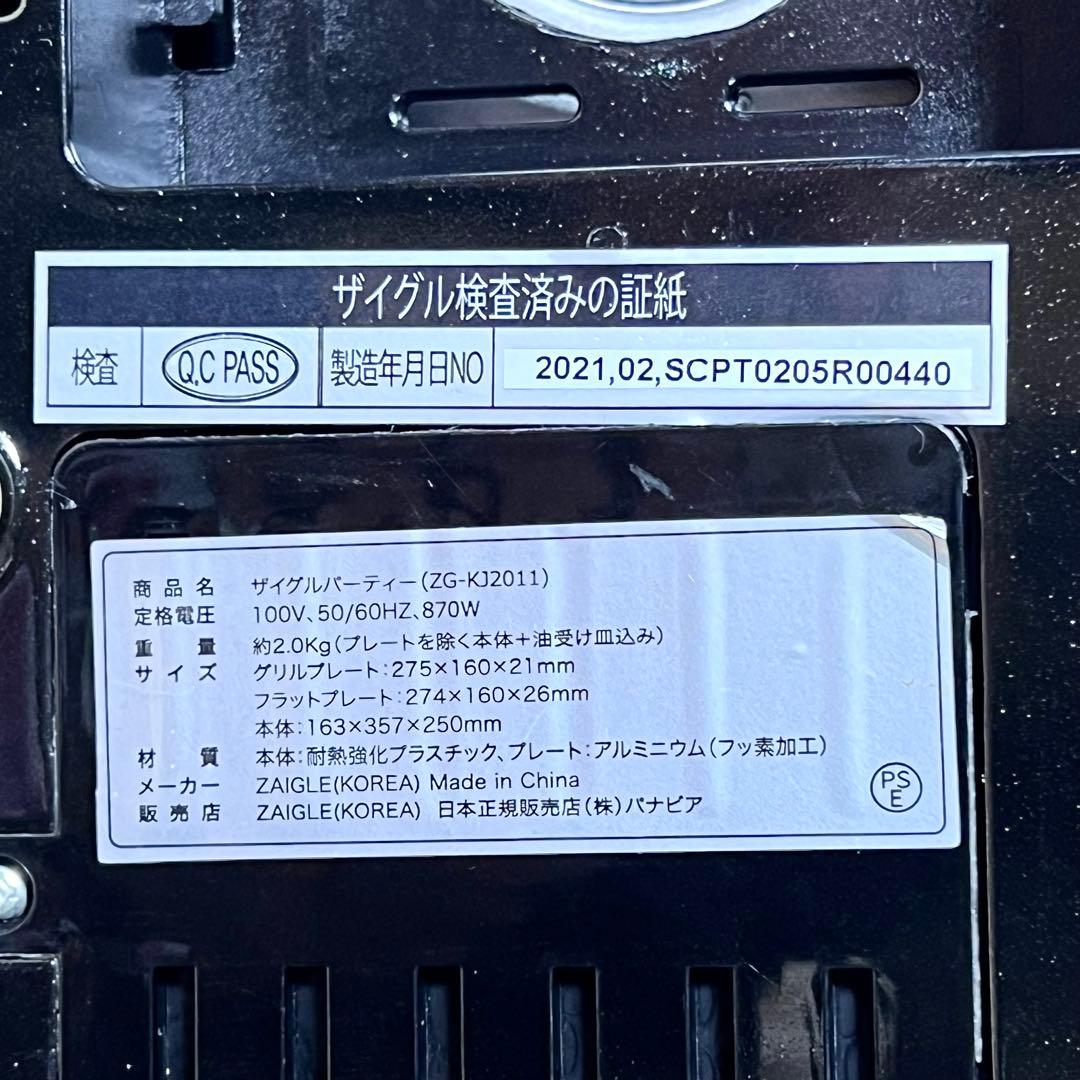 ザイグル検査済みの証紙
検査 Q.C PASS 製造年月日NO 2021,02,SCPT0205R00440
商品名 ザイグルパーティー(ZG-KJ2011)
定格電圧 100V、50/60HZ、870W
重量 約2.0Kg(プレートを除く本体+油受け皿込み)
サイズ グリルプレート:275×160×21mm
フラットプレート:274×160×26mm
本体:163×357×250mm
材質 本体:耐熱強化プラスチック、プレート:アルミニウム(フッ素加工)
メーカー ZAIGLE(KOREA) Made in China
販売店 ZAIGLE(KOREA) 日本正規販売店(株)パナビア
PS
E